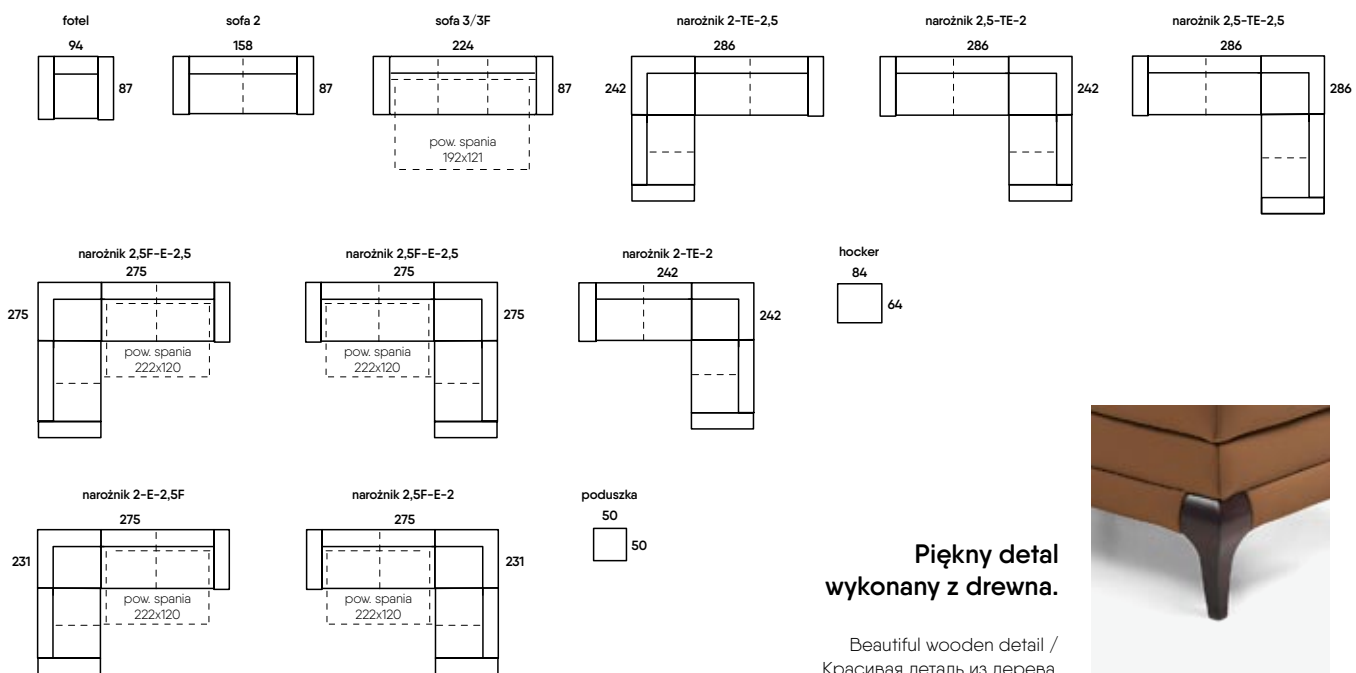 fotel
94
87
sofa 2
158
87
sofa 3/3F
224
87
pow. spania
192x121
narożnik 2-TE-2,5
286
242
narożnik 2,5-TE-2
286
242
narożnik 2,5-TE-2,5
286
286
narożnik 2,5F-E-2,5
275
275
pow. spania
222x120
narożnik 2,5F-E-2,5
275
275
pow. spania
222x120
narożnik 2-TE-2
242
242
hocker
84
64
narożnik 2-E-2,5F
275
231
pow. spania
222x120
narożnik 2,5F-E-2
275
231
pow. spania
222x120
poduszka
50
50
Piękny detal
wykonany z drewna.
Beautiful wooden detail /
Красивая деталь из дерева